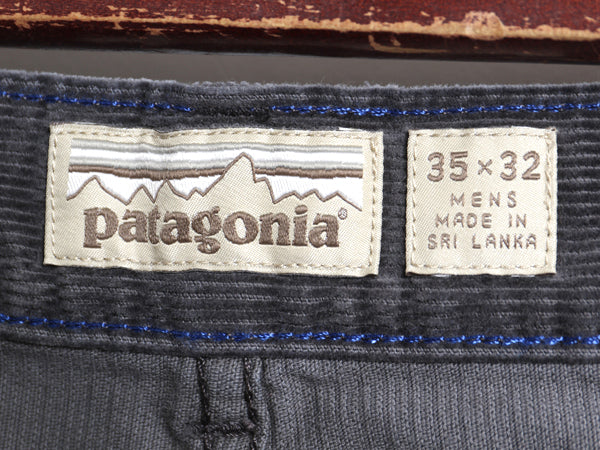 patagonia®
35 × 32
MENS
MADE IN
SRI LANKA